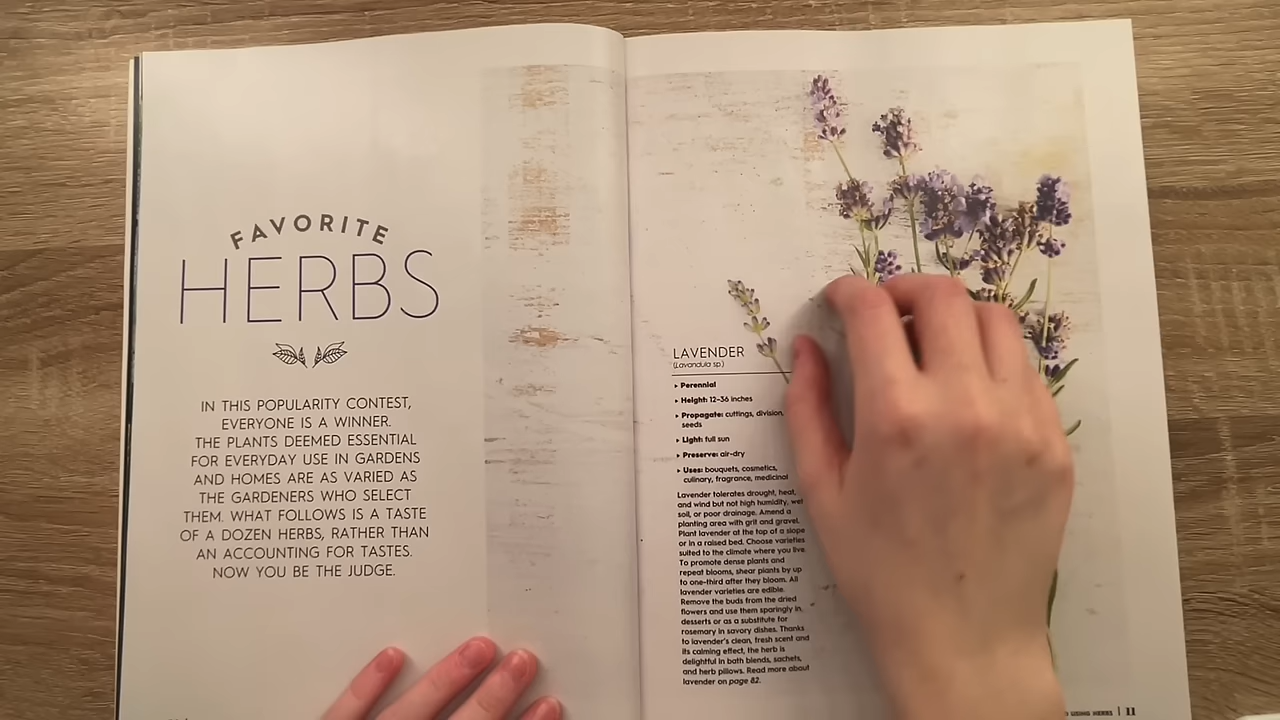 FAVORITE
HERBS
IN THIS POPULARITY CONTEST,
EVERYONE IS A WINNER.
THE PLANTS DEEMED ESSENTIAL
FOR EVERYDAY USE IN GARDENS
AND HOMES ARE AS VARIED AS
THE GARDENERS WHO SELECT
THEM. WHAT FOLLOWS IS A TASTE
OF A DOZEN HERBS, RATHER THAN
AN ACCOUNTING FOR TASTES.
NOW YOU BE THE JUDGE.
LAVENDER
(Lavandula sp.)
▸ Perennial
▸ Height: 12–36 inches
▸ Propagate: cuttings, division,
seeds
▸ Light: full sun
▸ Preserve: air-dry
▸ Uses: bouquets, cosmetics,
culinary, fragrance, medicinal
Lavender tolerates drought, heat,
and wind but not high humidity, wet
soil, or poor drainage. Amend a
planting area with grit and gravel.
Plant lavender at the top of a slope
or in a raised bed. Choose varieties
suited to the climate where you live.
To promote dense plants and
repeat blooms, shear plants by up
to one-third after they bloom. All
lavender varieties are edible.
Remove the buds from the dried
flowers and use them sparingly in
desserts or as a substitute for
rosemary in savory dishes. Thanks
to lavender's clean, fresh scent and
its calming effect, the herb is
delightful in bath blends, sachets,
and herb pillows. Read more about
lavender on page 82.
USING HERBS | 11